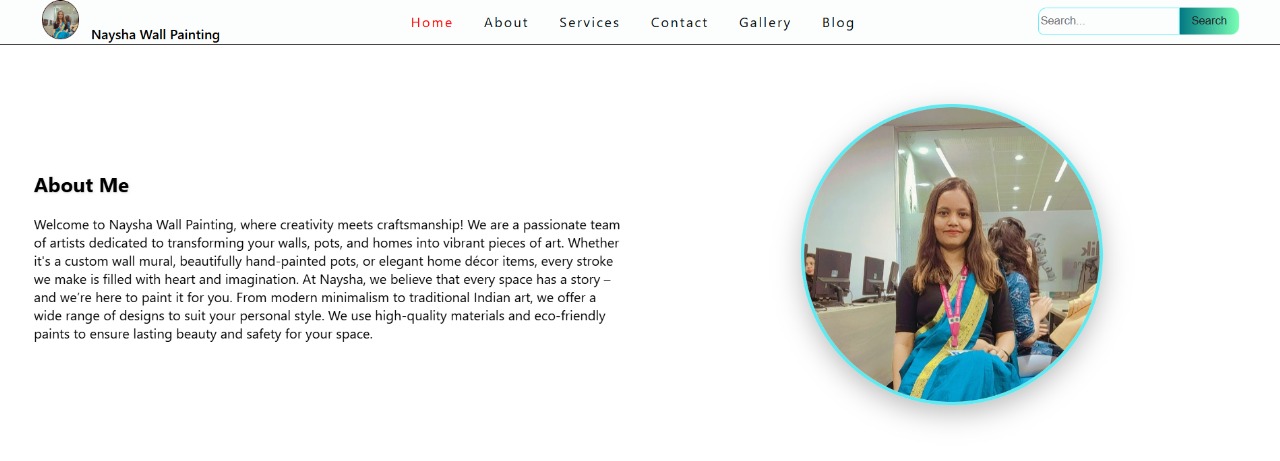 Naysha Wall Painting
Home About Services Contact Gallery Blog
Search... Search
About Me
Welcome to Naysha Wall Painting, where creativity meets craftsmanship! We are a passionate team
of artists dedicated to transforming your walls, pots, and homes into vibrant pieces of art. Whether
it's a custom wall mural, beautifully hand-painted pots, or elegant home décor items, every stroke
we make is filled with heart and imagination. At Naysha, we believe that every space has a story –
and we're here to paint it for you. From modern minimalism to traditional Indian art, we offer a
wide range of designs to suit your personal style. We use high-quality materials and eco-friendly
paints to ensure lasting beauty and safety for your space.